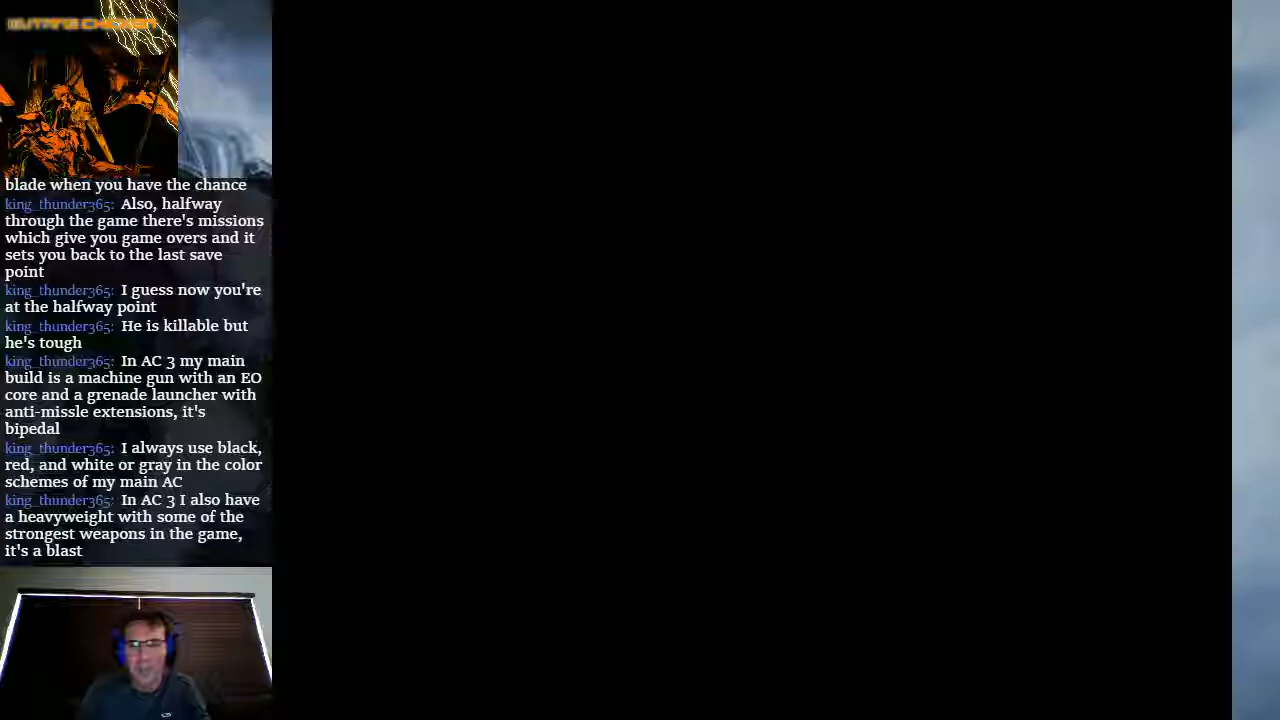 MUTANT CHICKEN
blade when you have the chance
king_thunder365: Also, halfway
through the game there's missions
which give you game overs and it
sets you back to the last save
point
king_thunder365: I guess now you're
at the halfway point
king_thunder365: He is killable but
he's tough
king_thunder365: In AC 3 my main
build is a machine gun with an EO
core and a grenade launcher with
anti-missle extensions, it's
bipedal
king_thunder365: I always use black,
red, and white or gray in the color
schemes of my main AC
king_thunder365: In AC 3 I also have
a heavyweight with some of the
strongest weapons in the game,
it's a blast